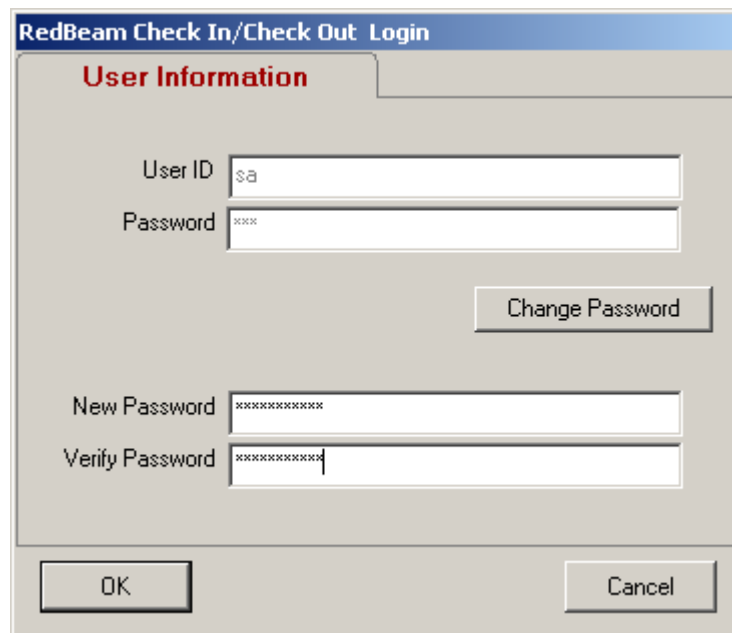 RedBeam Check In/Check Out Login
User Information
User ID sa
Password ***
Change Password
New Password ***********
Verify Password ***********
OK Cancel